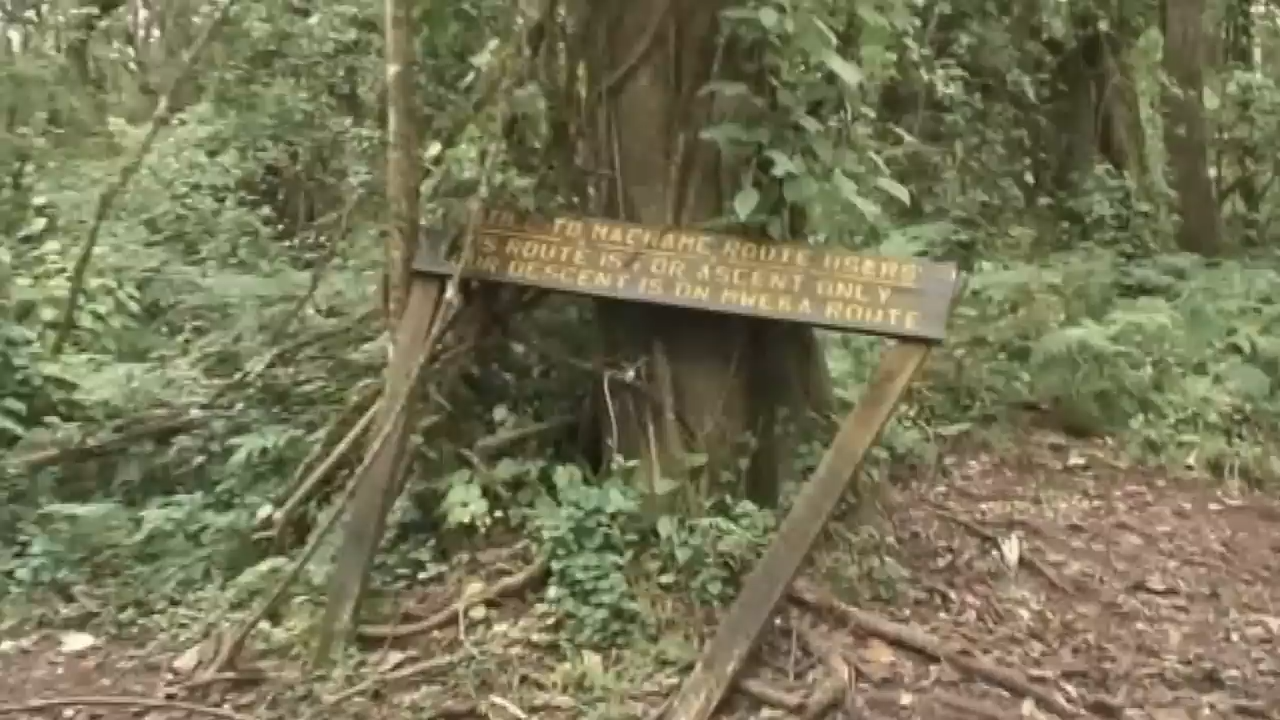 TO MACHAME ROUTE USERS
S ROUTE IS FOR ASCENT ONLY
UR DESCENT IS ON MWEKA ROUTE